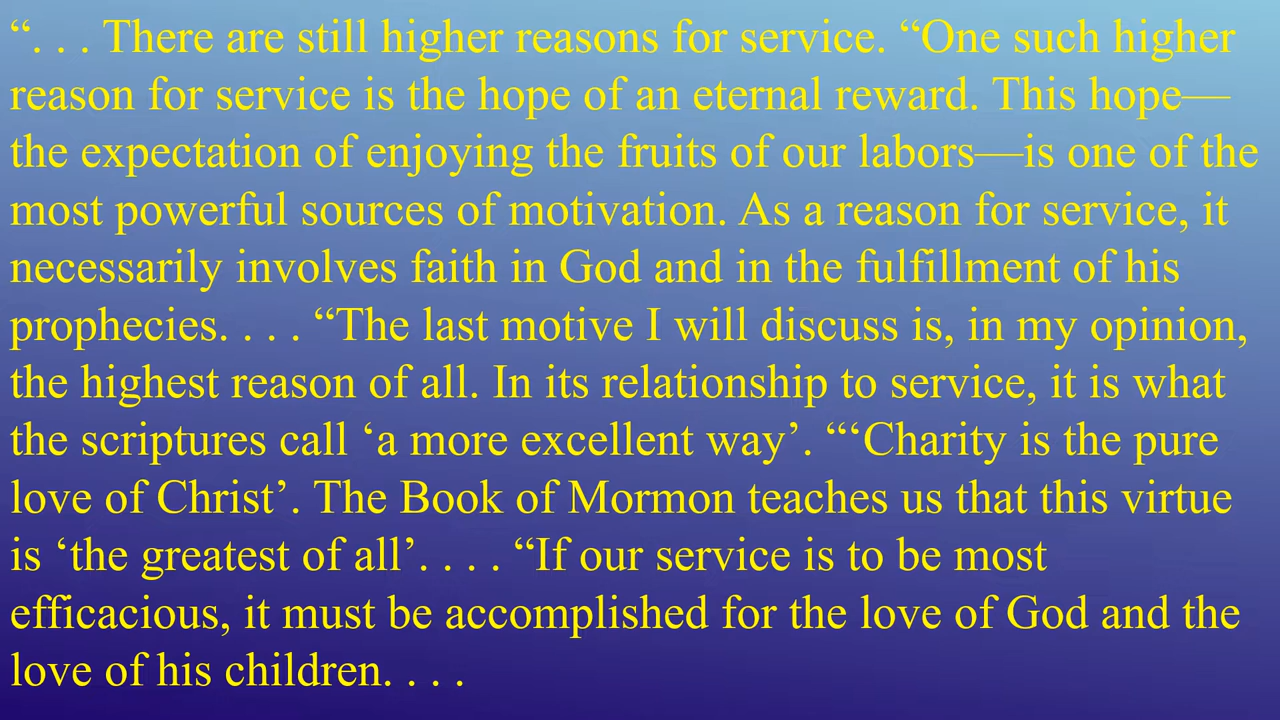 “. . . There are still higher reasons for service. “One such higher
reason for service is the hope of an eternal reward. This hope—
the expectation of enjoying the fruits of our labors—is one of the
most powerful sources of motivation. As a reason for service, it
necessarily involves faith in God and in the fulfillment of his
prophecies. . . . “The last motive I will discuss is, in my opinion,
the highest reason of all. In its relationship to service, it is what
the scriptures call ‘a more excellent way’. “‘Charity is the pure
love of Christ’. The Book of Mormon teaches us that this virtue
is ‘the greatest of all’. . . . “If our service is to be most
efficacious, it must be accomplished for the love of God and the
love of his children. . . .